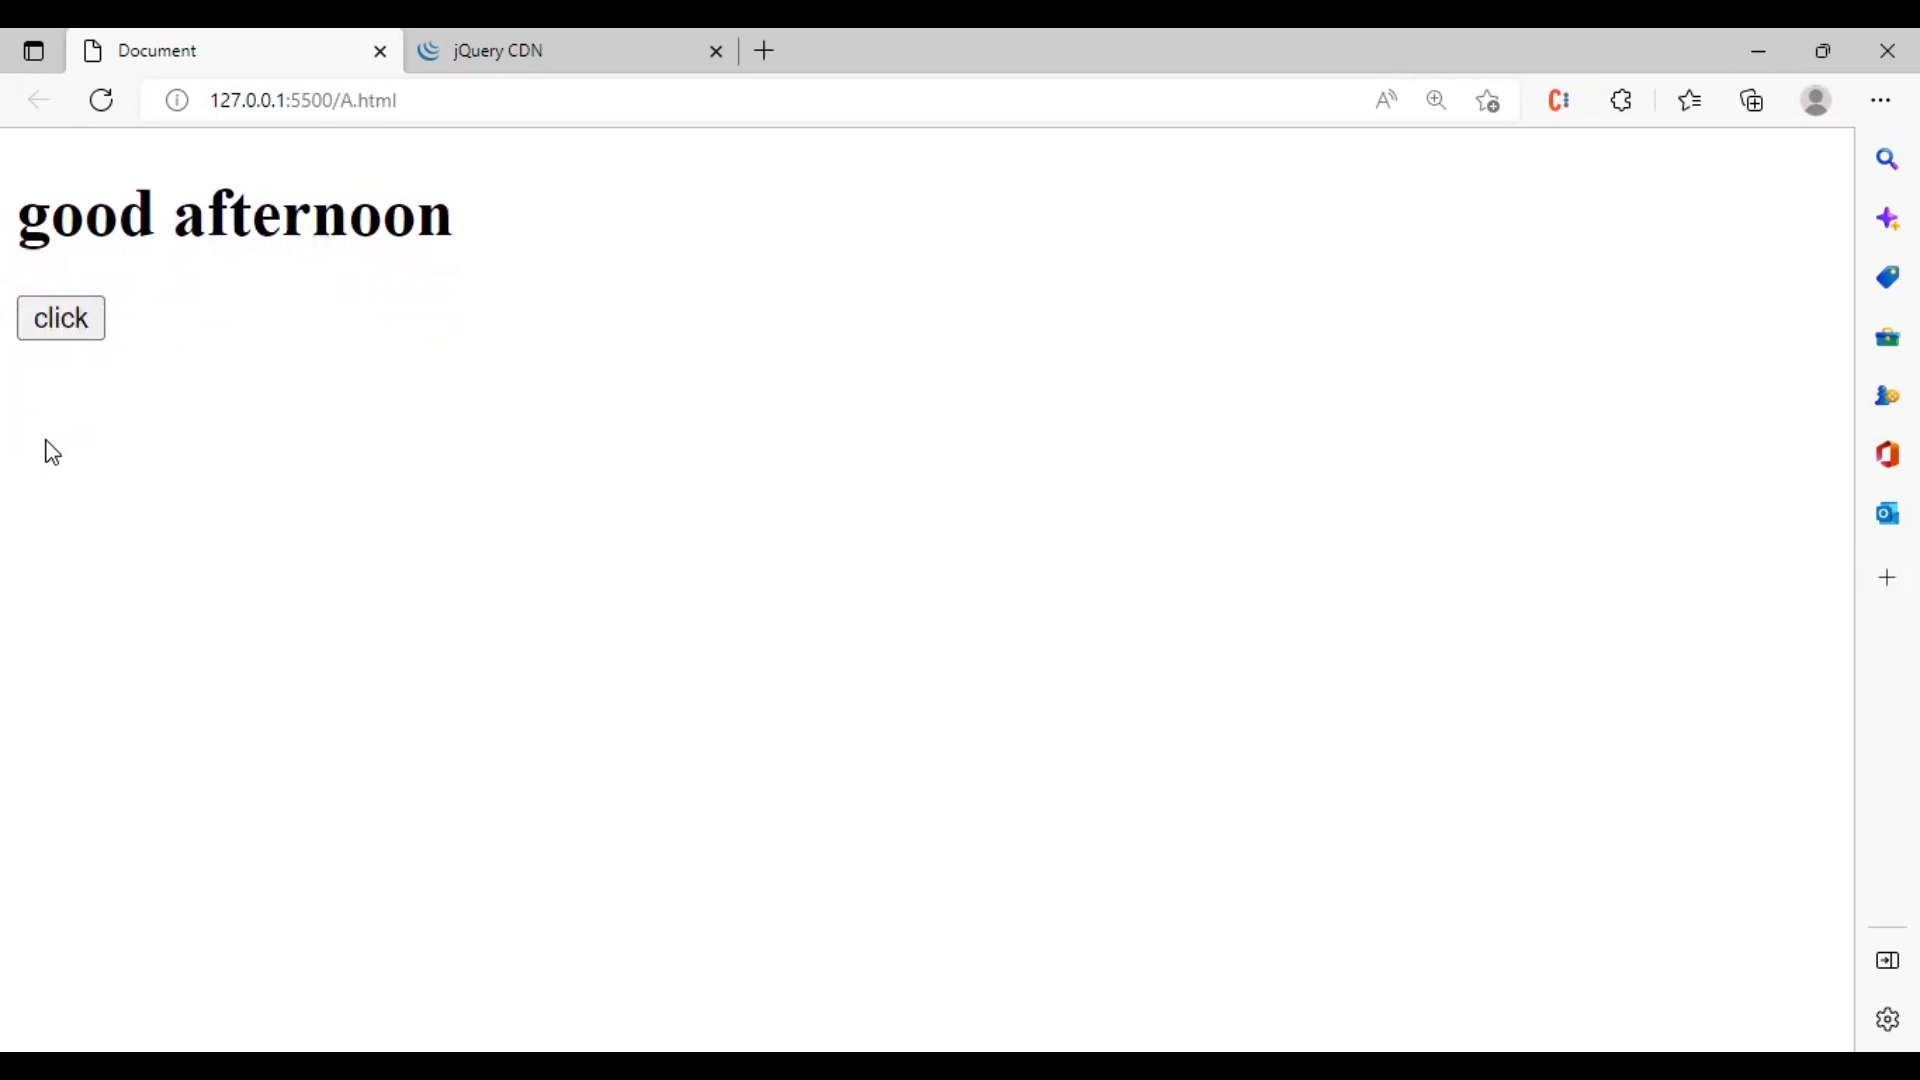 Document
jQuery CDN
127.0.0.1:5500/A.html
good afternoon
click